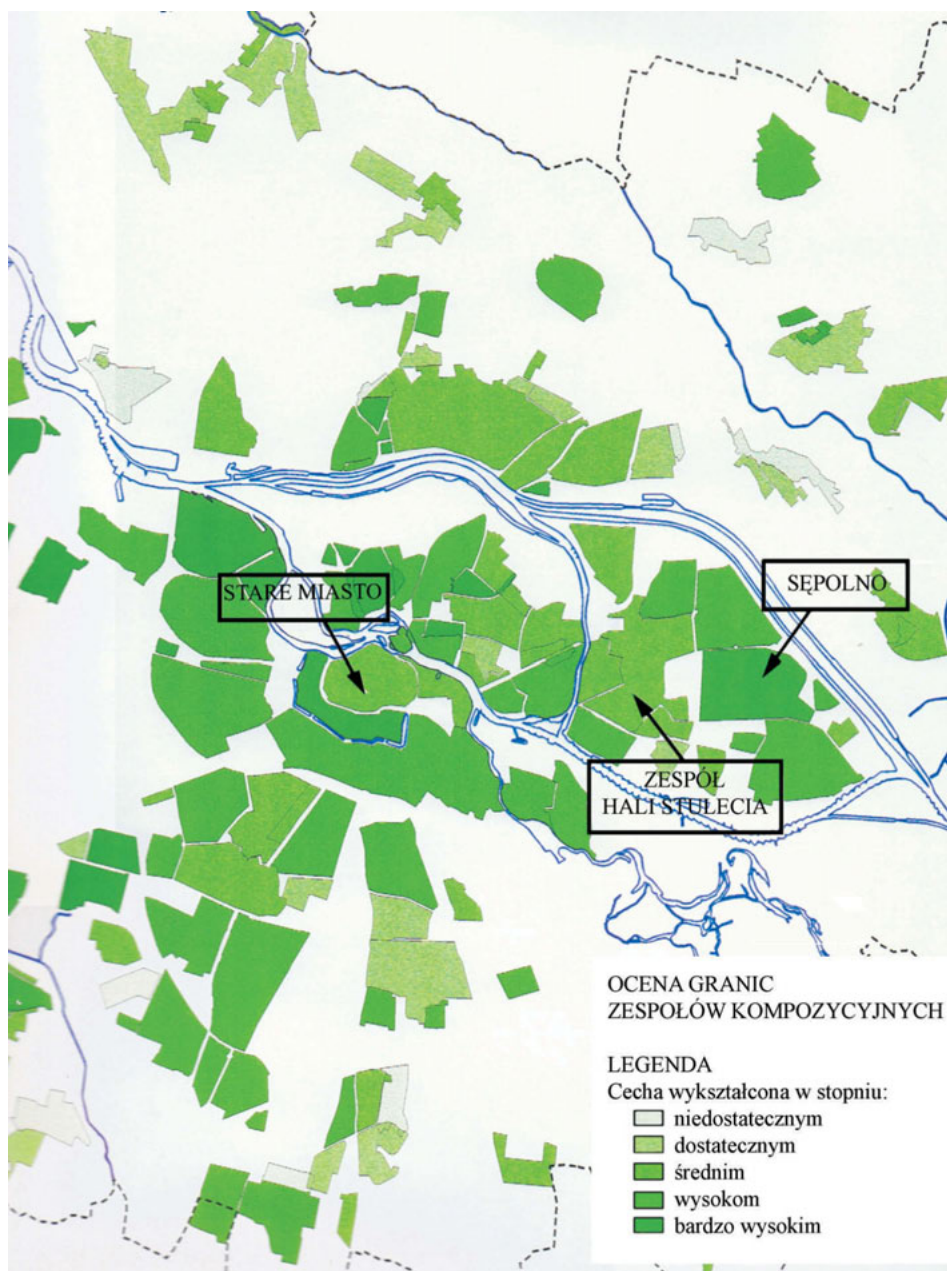 STARE MIASTO
SĘPOLNO
ZESPÓŁ
HALI STULECIA
OCENA GRANIC
ZESPOŁÓW KOMPOZYCYJNYCH
LEGENDA
Cecha wykształcona w stopniu:
niedostatecznym
dostatecznym
średnim
wysokom
bardzo wysokim